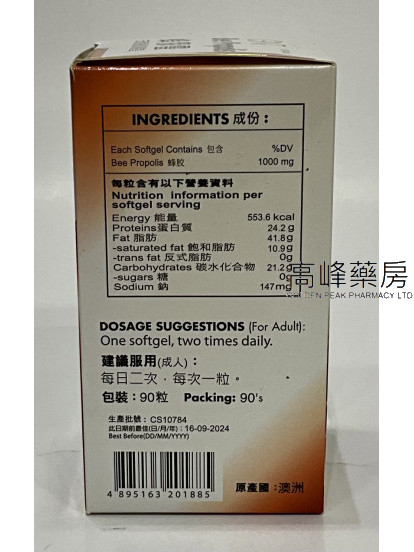 INGREDIENTS 成份：
%DV
Each Softgel Contains 包含
Bee Propolis 蜂膠 1000 mg
每粒含有以下營養資料
Nutrition information per
softgel serving
Energy 能量 553.6 kcal
Proteins蛋白質 24.2 g
Fat 脂肪 41.8g
-saturated fat 飽和脂肪 10.9 g
-trans fat 反式脂肪 0g
Carbohydrates 碳水化合物 21.2g
-sugars 糖 0g
Sodium 鈉 147mg
高峰藥房
PEAK PHARMACY LTD
DOSAGE SUGGESTIONS (For Adult):
One softgel, two times daily.
建議服用(成人)：
每日二次，每次一粒。
包裝：90粒 Packing: 90's
生產批號： CS10784
此日期前最佳(日/月/年)：16-09-2024
Best Before(DD/MM/YYYY)
4 895163 201885
原產國：澳洲